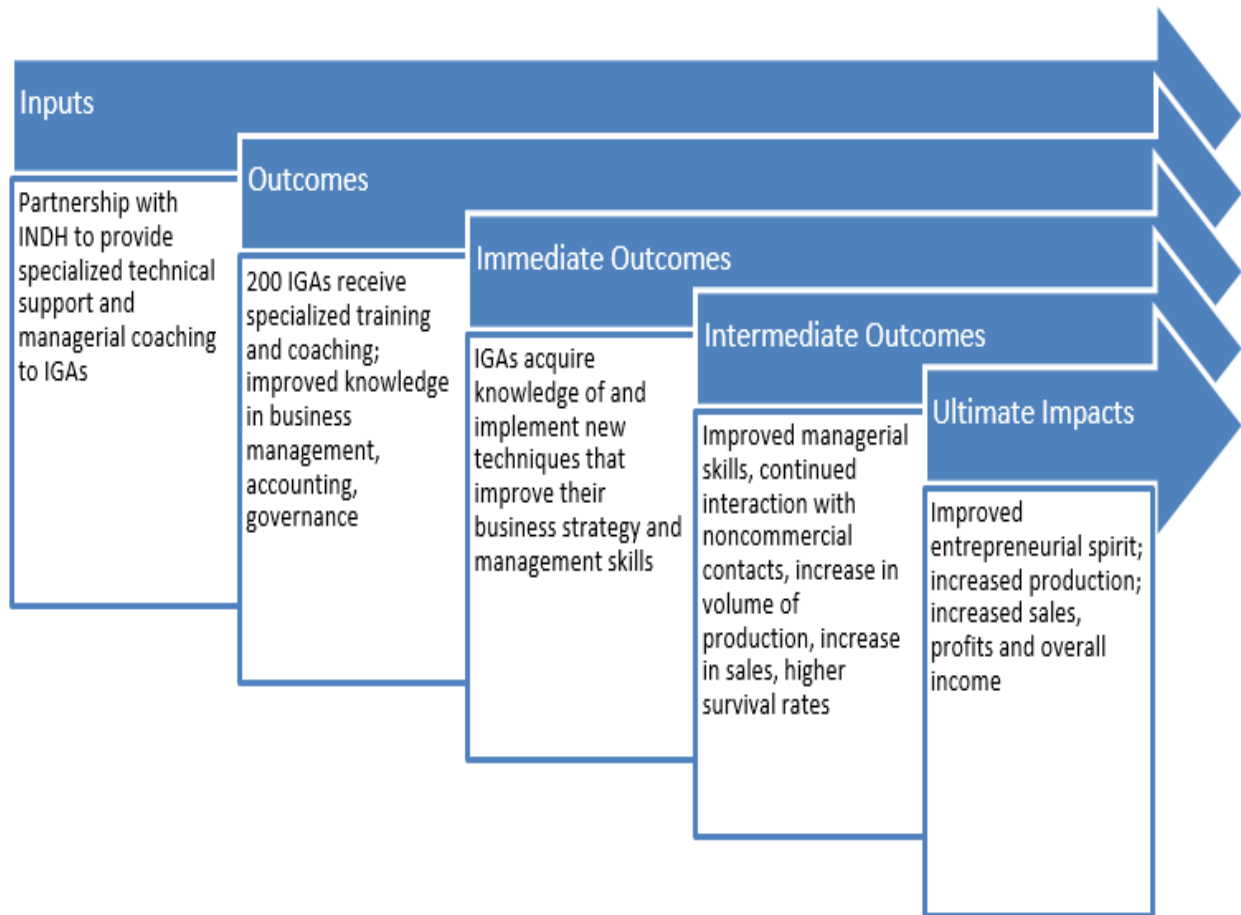 Inputs
Partnership with
INDH to provide
specialized technical
support and
managerial coaching
to IGAs
Outcomes
200 IGAs receive
specialized training
and coaching;
improved knowledge
in business
management,
accounting,
governance
Immediate Outcomes
IGAs acquire
knowledge of and
implement new
techniques that
improve their
business strategy and
management skills
Intermediate Outcomes
Improved managerial
skills, continued
interaction with
noncommercial
contacts, increase in
volume of
production, increase
in sales, higher
survival rates
Ultimate Impacts
Improved
entrepreneurial spirit;
increased production;
increased sales,
profits and overall
income